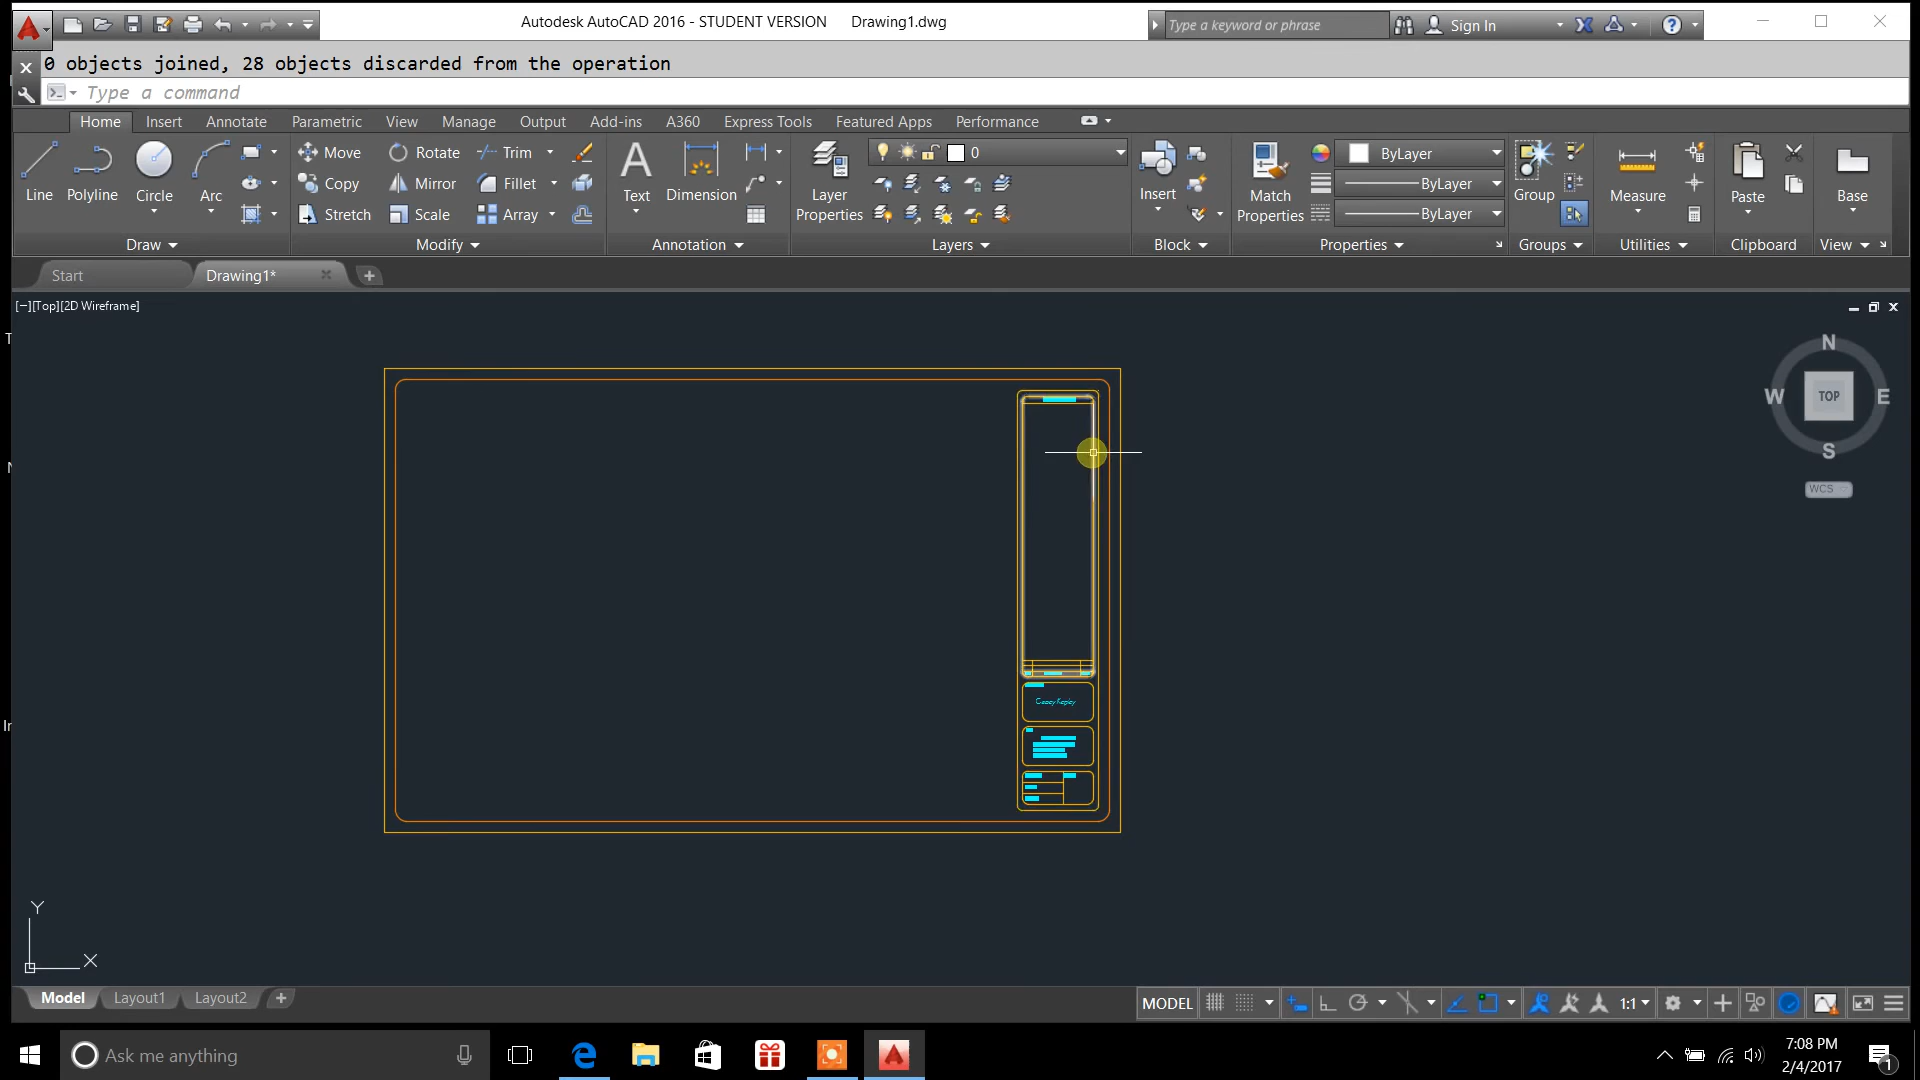 Autodesk AutoCAD 2016 - STUDENT VERSION Drawing1.dwg
Type a keyword or phrase
Sign In
0 objects joined, 28 objects discarded from the operation
Type a command
Home Insert Annotate Parametric View Manage Output Add-ins A360 Express Tools Featured Apps Performance
Line Polyline Circle Arc
Move Rotate Trim
Copy Mirror Fillet
Stretch Scale Array
Text Dimension
Layer Properties
0
Insert
Match Properties
ByLayer
ByLayer
ByLayer
Group
Measure
Paste
Base
Draw Modify Annotation Layers Block Properties Groups Utilities Clipboard View
Start Drawing1*
[−][Top][2D Wireframe]
N
W TOP E
S
WCS
Y
X
Model Layout1 Layout2
MODEL 1:1
Ask me anything
7:08 PM
2/4/2017
1